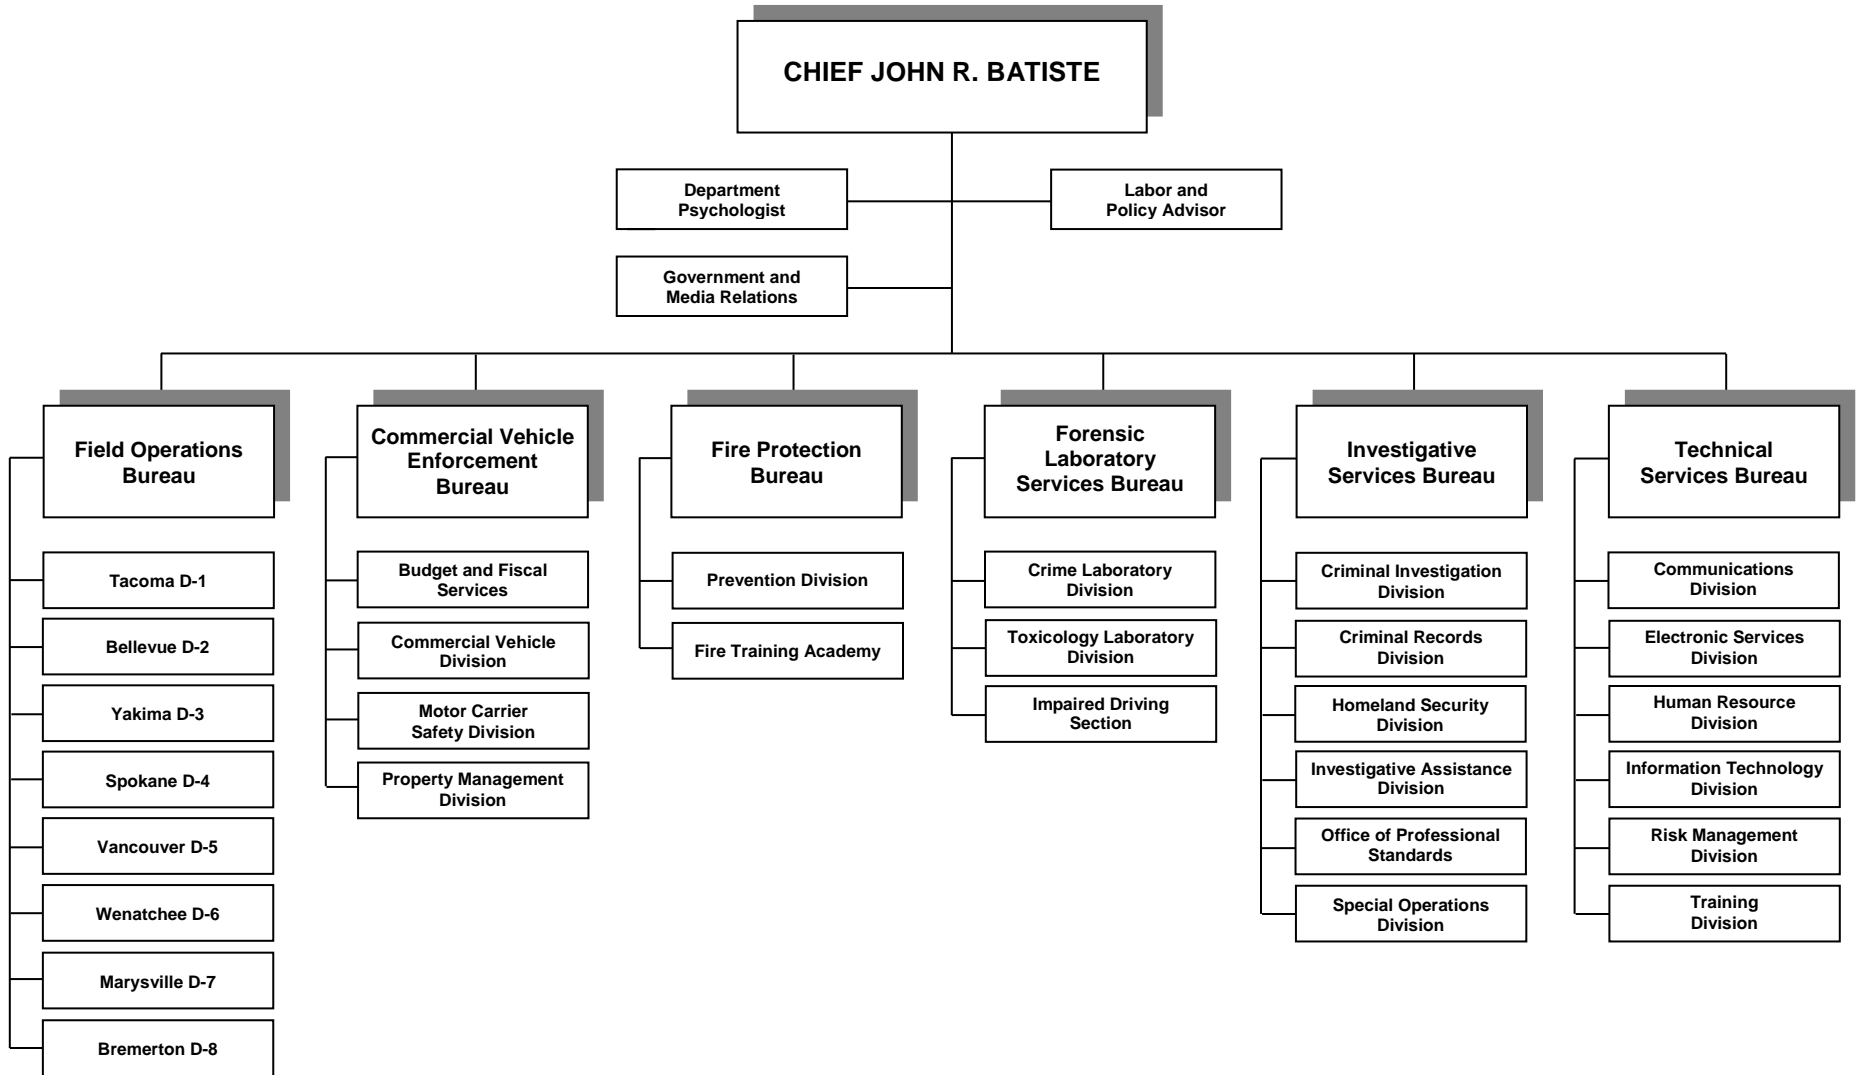 CHIEF JOHN R. BATISTE
Department
Psychologist
Labor and
Policy Advisor
Government and
Media Relations
Field Operations
Bureau
Tacoma D-1
Bellevue D-2
Yakima D-3
Spokane D-4
Vancouver D-5
Wenatchee D-6
Marysville D-7
Bremerton D-8
Commercial Vehicle
Enforcement
Bureau
Budget and Fiscal
Services
Commercial Vehicle
Division
Motor Carrier
Safety Division
Property Management
Division
Fire Protection
Bureau
Prevention Division
Fire Training Academy
Forensic
Laboratory
Services Bureau
Crime Laboratory
Division
Toxicology Laboratory
Division
Impaired Driving
Section
Investigative
Services Bureau
Criminal Investigation
Division
Criminal Records
Division
Homeland Security
Division
Investigative Assistance
Division
Office of Professional
Standards
Special Operations
Division
Technical
Services Bureau
Communications
Division
Electronic Services
Division
Human Resource
Division
Information Technology
Division
Risk Management
Division
Training
Division